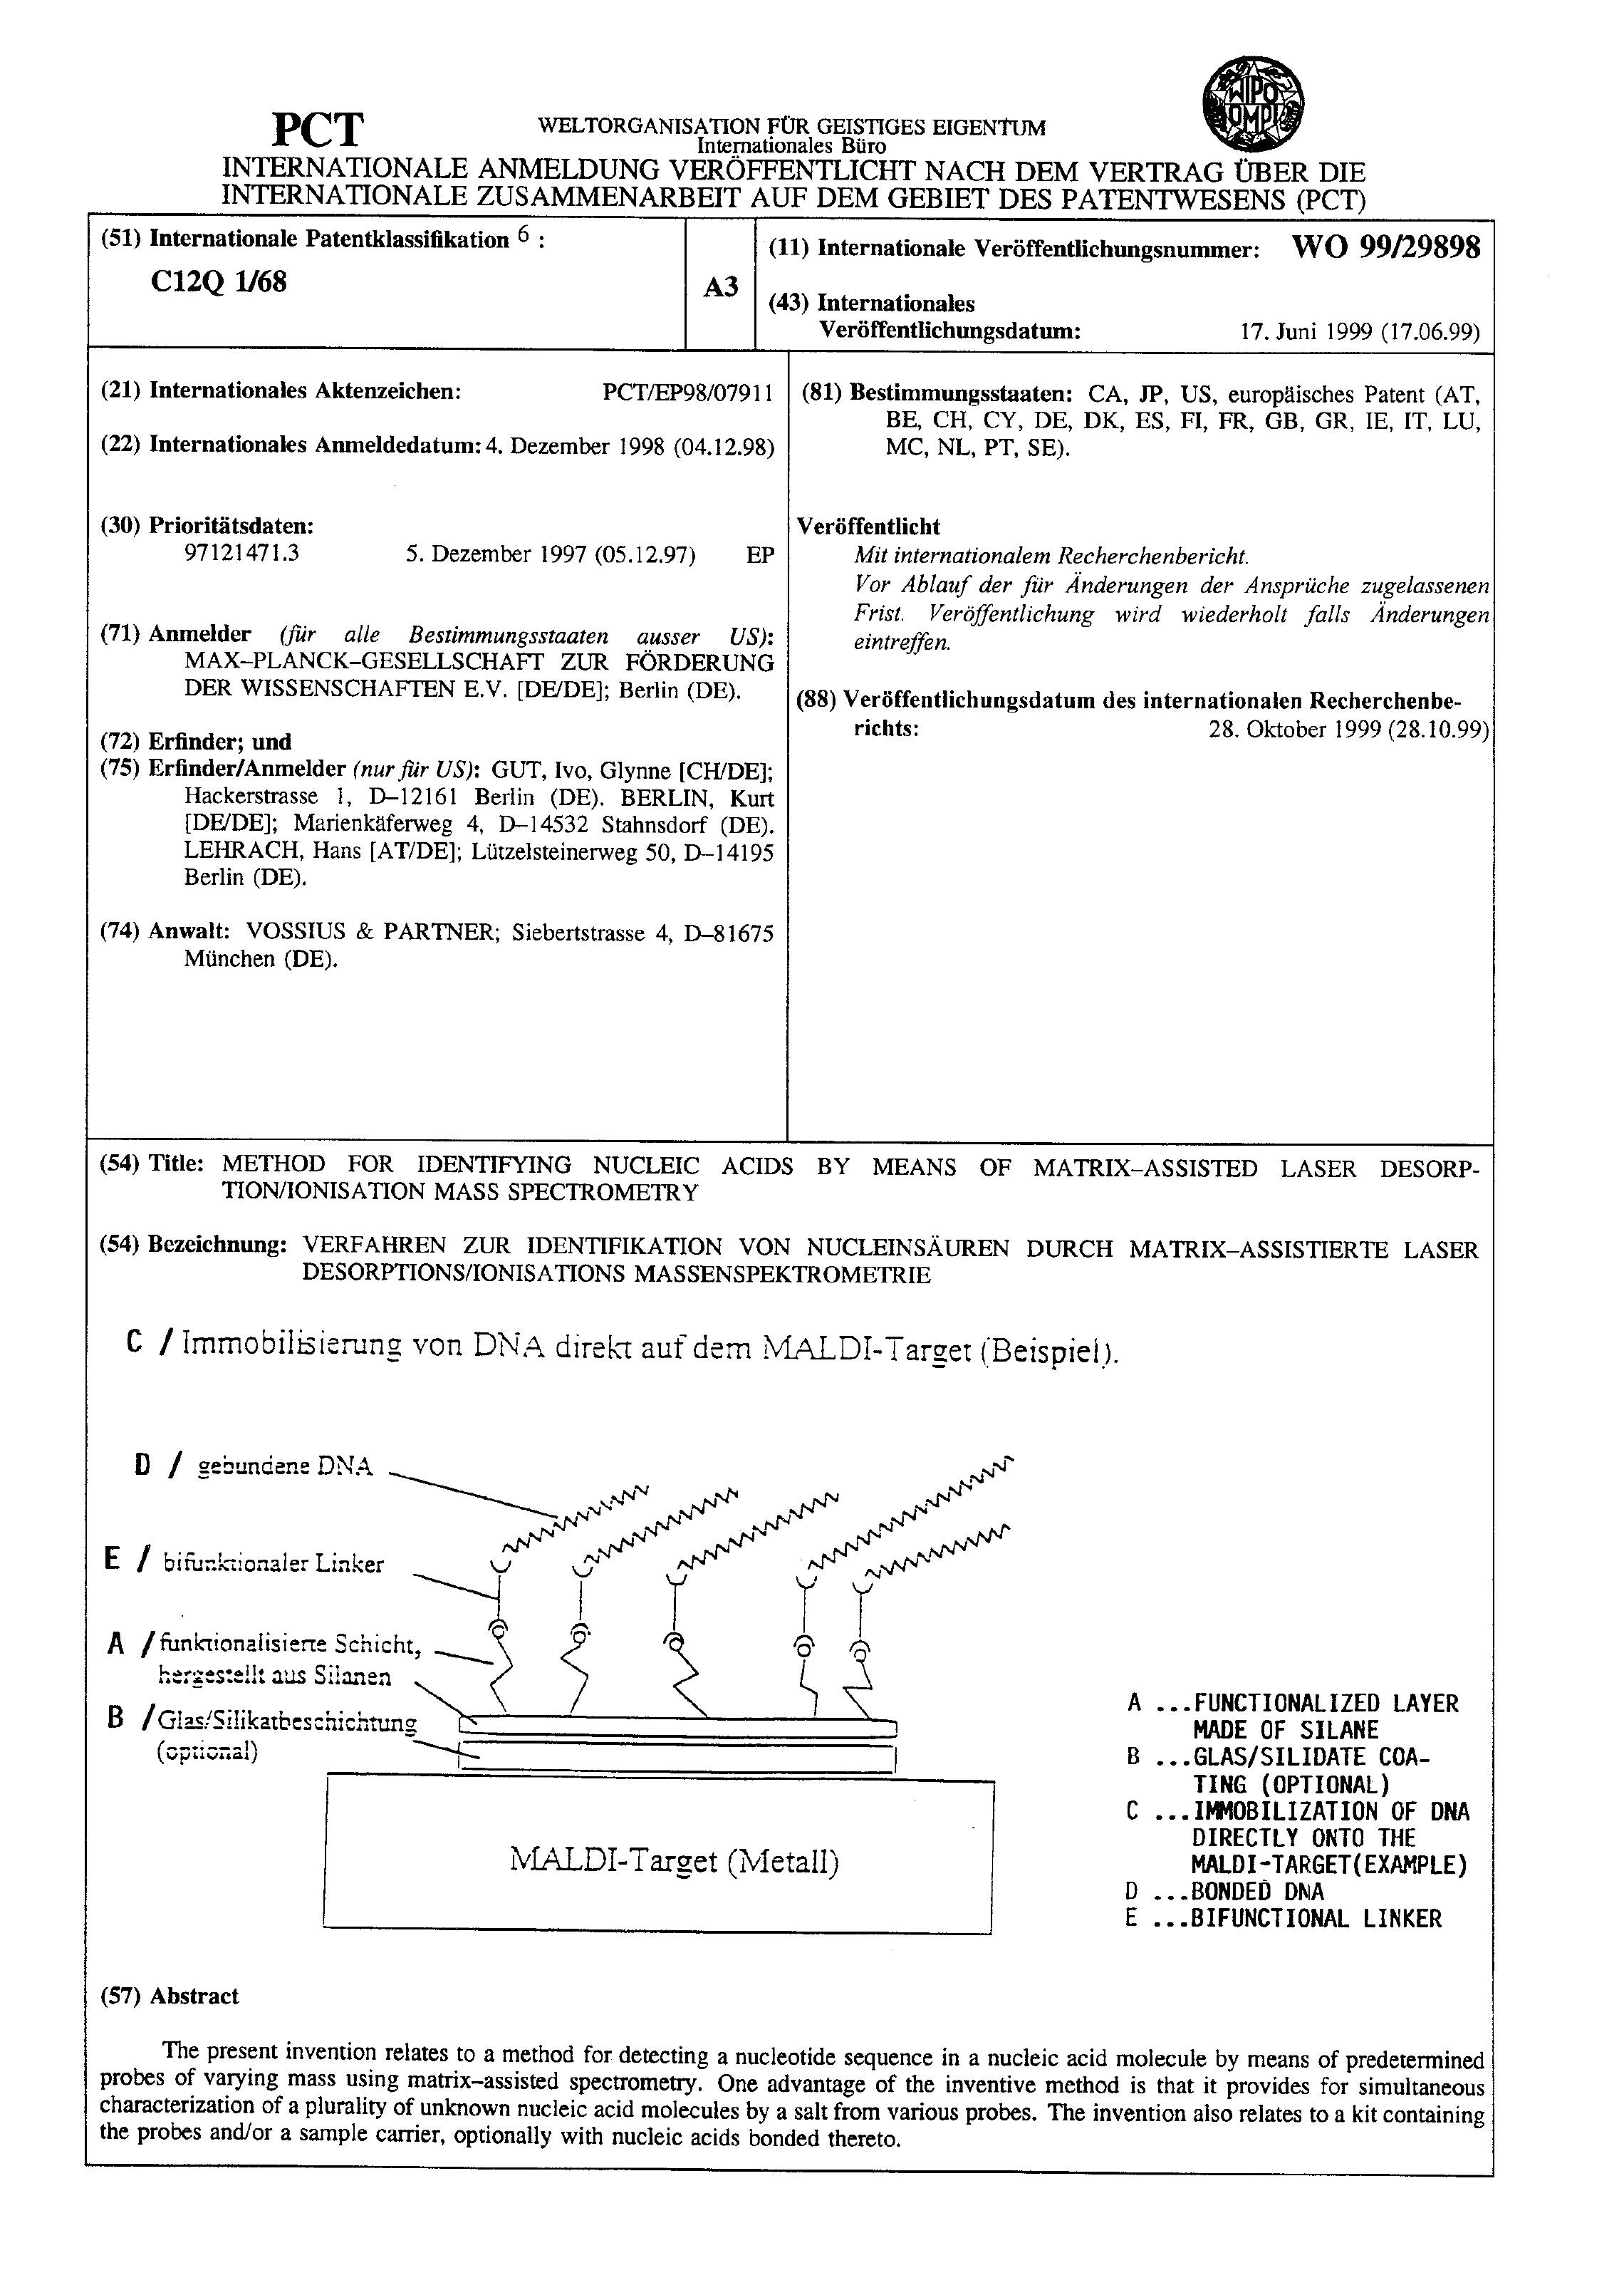 PCT
WELTORGANISATION FÜR GEISTIGES EIGENTUM
Internationales Büro
WIPO
OMPI
INTERNATIONALE ANMELDUNG VERÖFFENTLICHT NACH DEM VERTRAG ÜBER DIE
INTERNATIONALE ZUSAMMENARBEIT AUF DEM GEBIET DES PATENTWESENS (PCT)
(51) Internationale Patentklassifikation 6 :
C12Q 1/68
A3
(11) Internationale Veröffentlichungsnummer: WO 99/29898
(43) Internationales
Veröffentlichungsdatum: 17. Juni 1999 (17.06.99)
(21) Internationales Aktenzeichen: PCT/EP98/07911
(22) Internationales Anmeldedatum: 4. Dezember 1998 (04.12.98)
(30) Prioritätsdaten:
97121471.3 5. Dezember 1997 (05.12.97) EP
(71) Anmelder (für alle Bestimmungsstaaten ausser US):
MAX–PLANCK–GESELLSCHAFT ZUR FÖRDERUNG
DER WISSENSCHAFTEN E.V. [DE/DE]; Berlin (DE).
(72) Erfinder; und
(75) Erfinder/Anmelder (nur für US): GUT, Ivo, Glynne [CH/DE];
Hackerstrasse 1, D–12161 Berlin (DE). BERLIN, Kurt
[DE/DE]; Marienkäferweg 4, D–14532 Stahnsdorf (DE).
LEHRACH, Hans [AT/DE]; Lützelsteinerweg 50, D–14195
Berlin (DE).
(74) Anwalt: VOSSIUS & PARTNER; Siebertstrasse 4, D–81675
München (DE).
(81) Bestimmungsstaaten: CA, JP, US, europäisches Patent (AT,
BE, CH, CY, DE, DK, ES, FI, FR, GB, GR, IE, IT, LU,
MC, NL, PT, SE).
Veröffentlicht
Mit internationalem Recherchenbericht.
Vor Ablauf der für Änderungen der Ansprüche zugelassenen
Frist. Veröffentlichung wird wiederholt falls Änderungen
eintreffen.
(88) Veröffentlichungsdatum des internationalen Recherchenbe-
richts: 28. Oktober 1999 (28.10.99)
(54) Title: METHOD FOR IDENTIFYING NUCLEIC ACIDS BY MEANS OF MATRIX–ASSISTED LASER DESORP-
TION/IONISATION MASS SPECTROMETRY
(54) Bezeichnung: VERFAHREN ZUR IDENTIFIKATION VON NUCLEINSÄUREN DURCH MATRIX–ASSISTIERTE LASER
DESORPTIONS/IONISATIONS MASSENSPEKTROMETRIE
C / Immobilisierung von DNA direkt auf dem MALDI-Target (Beispiel).
D / gebundene DNA
E / bifunktionaler Linker
A / funktionalisierte Schicht,
hergestellt aus Silanen
B / Glas/Silikatbeschichtung
(optional)
MALDI-Target (Metall)
A ...FUNCTIONALIZED LAYER
MADE OF SILANE
B ...GLAS/SILIDATE COA-
TING (OPTIONAL)
C ...IMMOBILIZATION OF DNA
DIRECTLY ONTO THE
MALDI-TARGET(EXAMPLE)
D ...BONDED DNA
E ...BIFUNCTIONAL LINKER
(57) Abstract
The present invention relates to a method for detecting a nucleotide sequence in a nucleic acid molecule by means of predetermined
probes of varying mass using matrix–assisted spectrometry. One advantage of the inventive method is that it provides for simultaneous
characterization of a plurality of unknown nucleic acid molecules by a salt from various probes. The invention also relates to a kit containing
the probes and/or a sample carrier, optionally with nucleic acids bonded thereto.